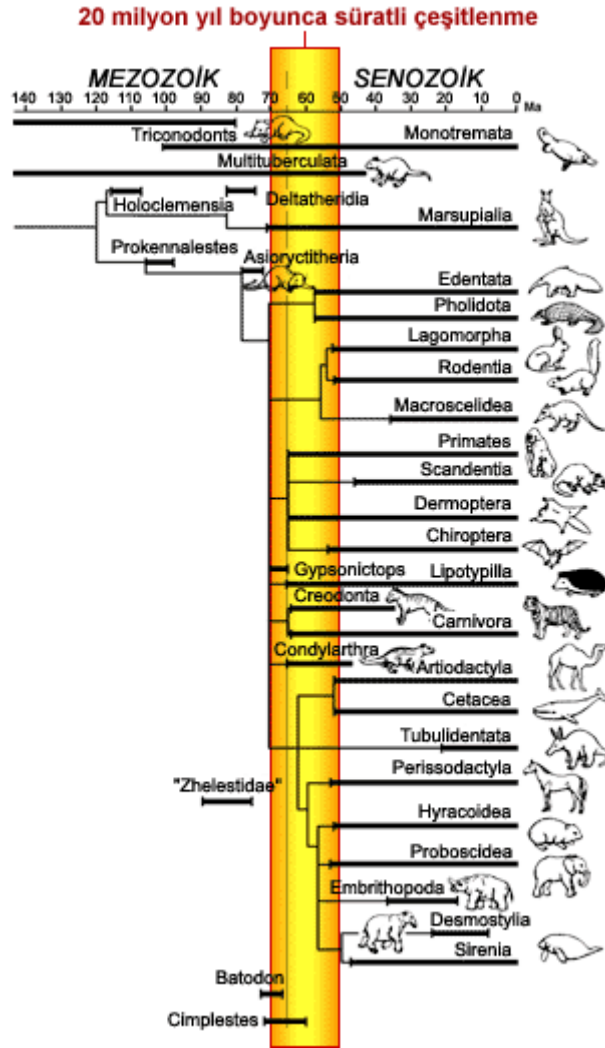 20 milyon yıl boyunca süratli çeşitlenme
MEZOZOİK SENOZOİK
140 130 120 110 100 90 80 70 60 50 40 30 20 10 0 Ma
Triconodonts
Monotremata
Multituberculata
Deltatheridia
Holoclemensia
Marsupialia
Prokennalestes
Asioryctitheria
Edentata
Pholidota
Lagomorpha
Rodentia
Macroscelidea
Primates
Scandentia
Dermoptera
Chiroptera
Gypsonictops
Lipotypilla
Creodonta
Carnivora
Condylarthra
Artiodactyla
Cetacea
Tubulidentata
Perissodactyla
"Zhelestidae"
Hyracoidea
Proboscidea
Embrithopoda
Desmostylia
Sirenia
Batodon
Cimplestes